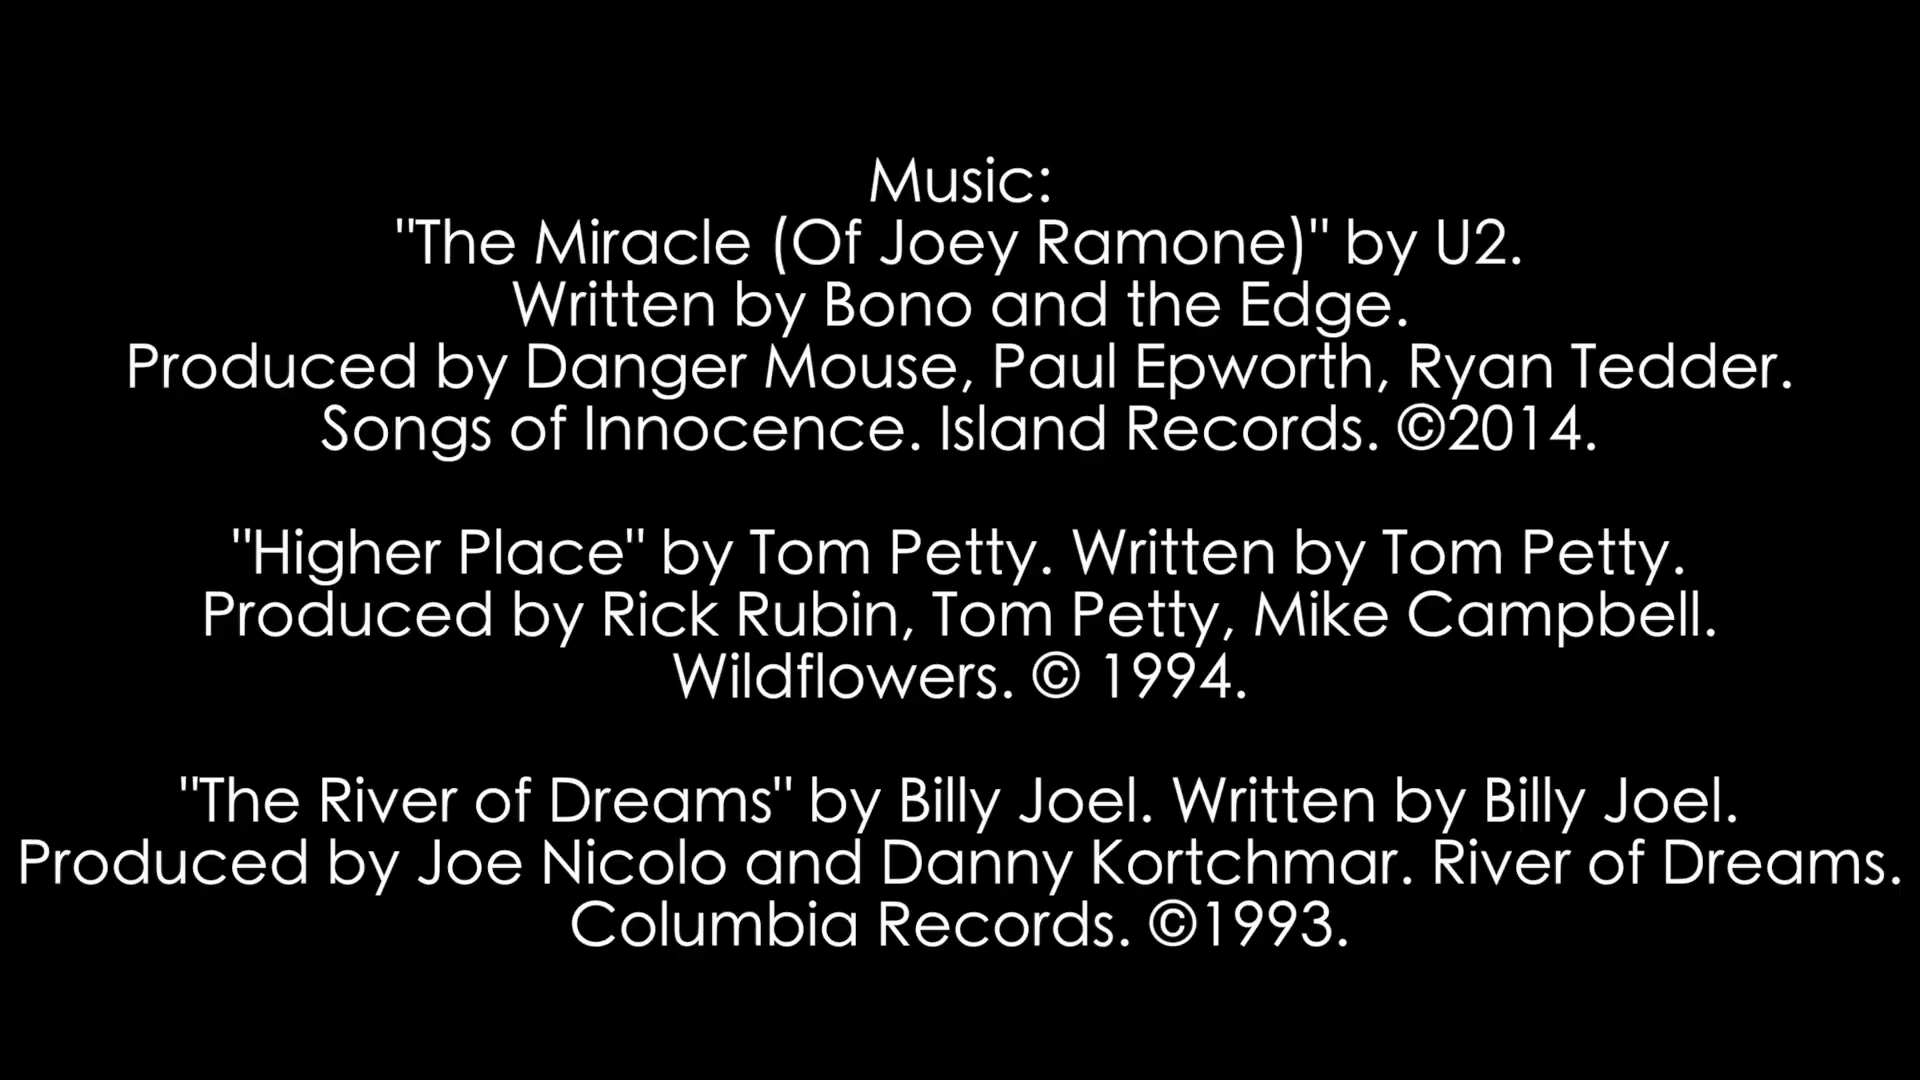 Music:
"The Miracle (Of Joey Ramone)" by U2.
Written by Bono and the Edge.
Produced by Danger Mouse, Paul Epworth, Ryan Tedder.
Songs of Innocence. Island Records. ©2014.
"Higher Place" by Tom Petty. Written by Tom Petty.
Produced by Rick Rubin, Tom Petty, Mike Campbell.
Wildflowers. © 1994.
"The River of Dreams" by Billy Joel. Written by Billy Joel.
Produced by Joe Nicolo and Danny Kortchmar. River of Dreams.
Columbia Records. ©1993.